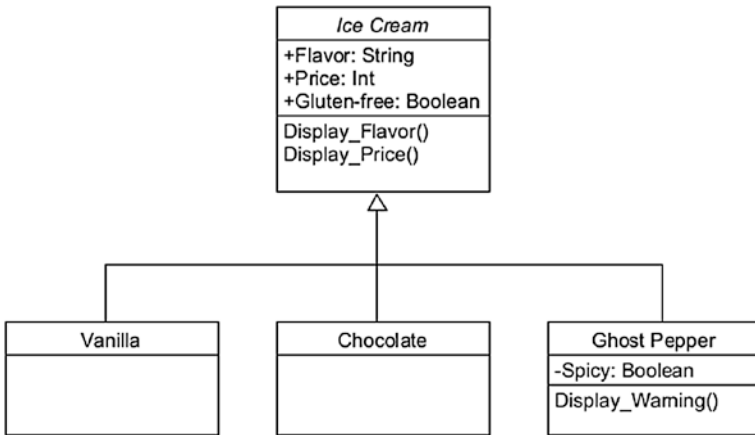 Ice Cream
+Flavor: String
+Price: Int
+Gluten-free: Boolean
Display_Flavor()
Display_Price()
Vanilla
Chocolate
Ghost Pepper
-Spicy: Boolean
Display_Warning()